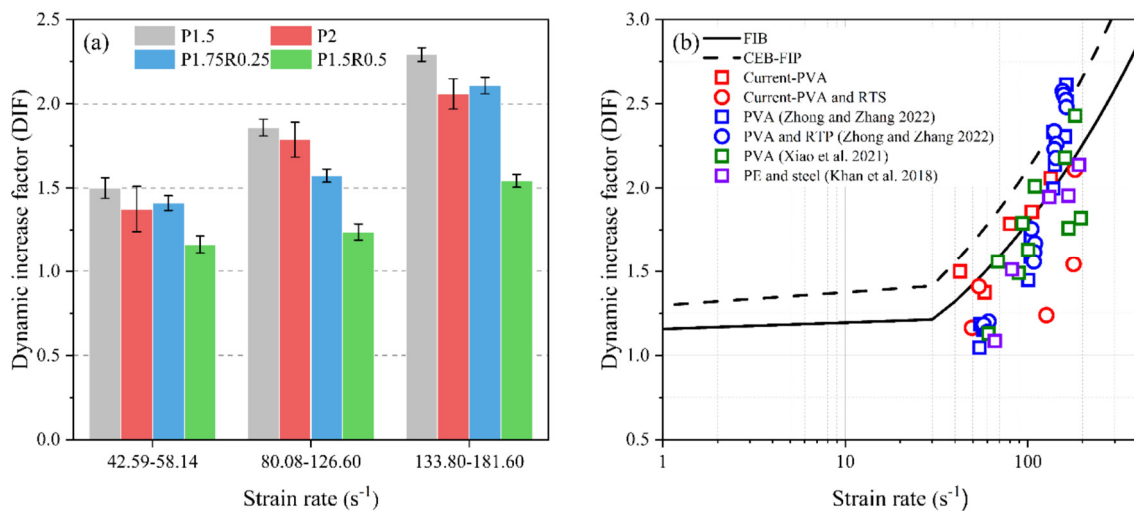 (a)
P1.5
P2
P1.75R0.25
P1.5R0.5
Dynamic increase factor (DIF)
2.5
2.0
1.5
1.0
0.5
0.0
42.59-58.14
80.08-126.60
133.80-181.60
Strain rate (s⁻¹)
(b)
FIB
CEB-FIP
Current-PVA
Current-PVA and RTS
PVA (Zhong and Zhang 2022)
PVA and RTP (Zhong and Zhang 2022)
PVA (Xiao et al. 2021)
PE and steel (Khan et al. 2018)
Dynamic increase factor (DIF)
3.0
2.5
2.0
1.5
1.0
0.5
1
10
100
Strain rate (s⁻¹)